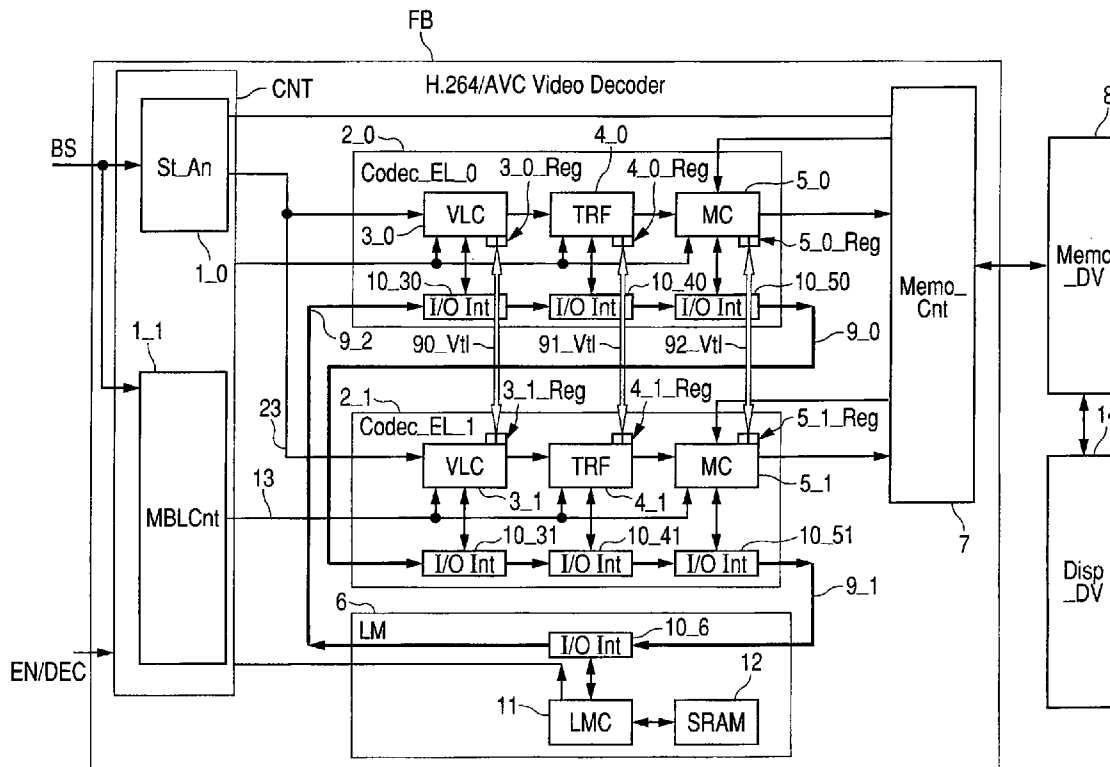 FB
H.264/AVC Video Decoder
CNT
8
2_0
4_0
BS
St_An
Codec_EL_0
3_0_Reg
4_0_Reg
5_0
Memo
_DV
VLC
TRF
MC
3_0
5_0_Reg
1_0
10_30
10_40
10_50
Memo_
Cnt
I/O Int
I/O Int
I/O Int
9_2
90_Vtl
91_Vtl
92_Vtl
9_0
1_1
2_1
3_1_Reg
4_1_Reg
5_1_Reg
14
23
Codec_EL_1
VLC
TRF
MC
5_1
13
3_1
4_1
MBLCnt
10_31
10_41
10_51
7
I/O Int
I/O Int
I/O Int
Disp
_DV
9_1
6
LM
10_6
I/O Int
EN/DEC
12
11
LMC
SRAM